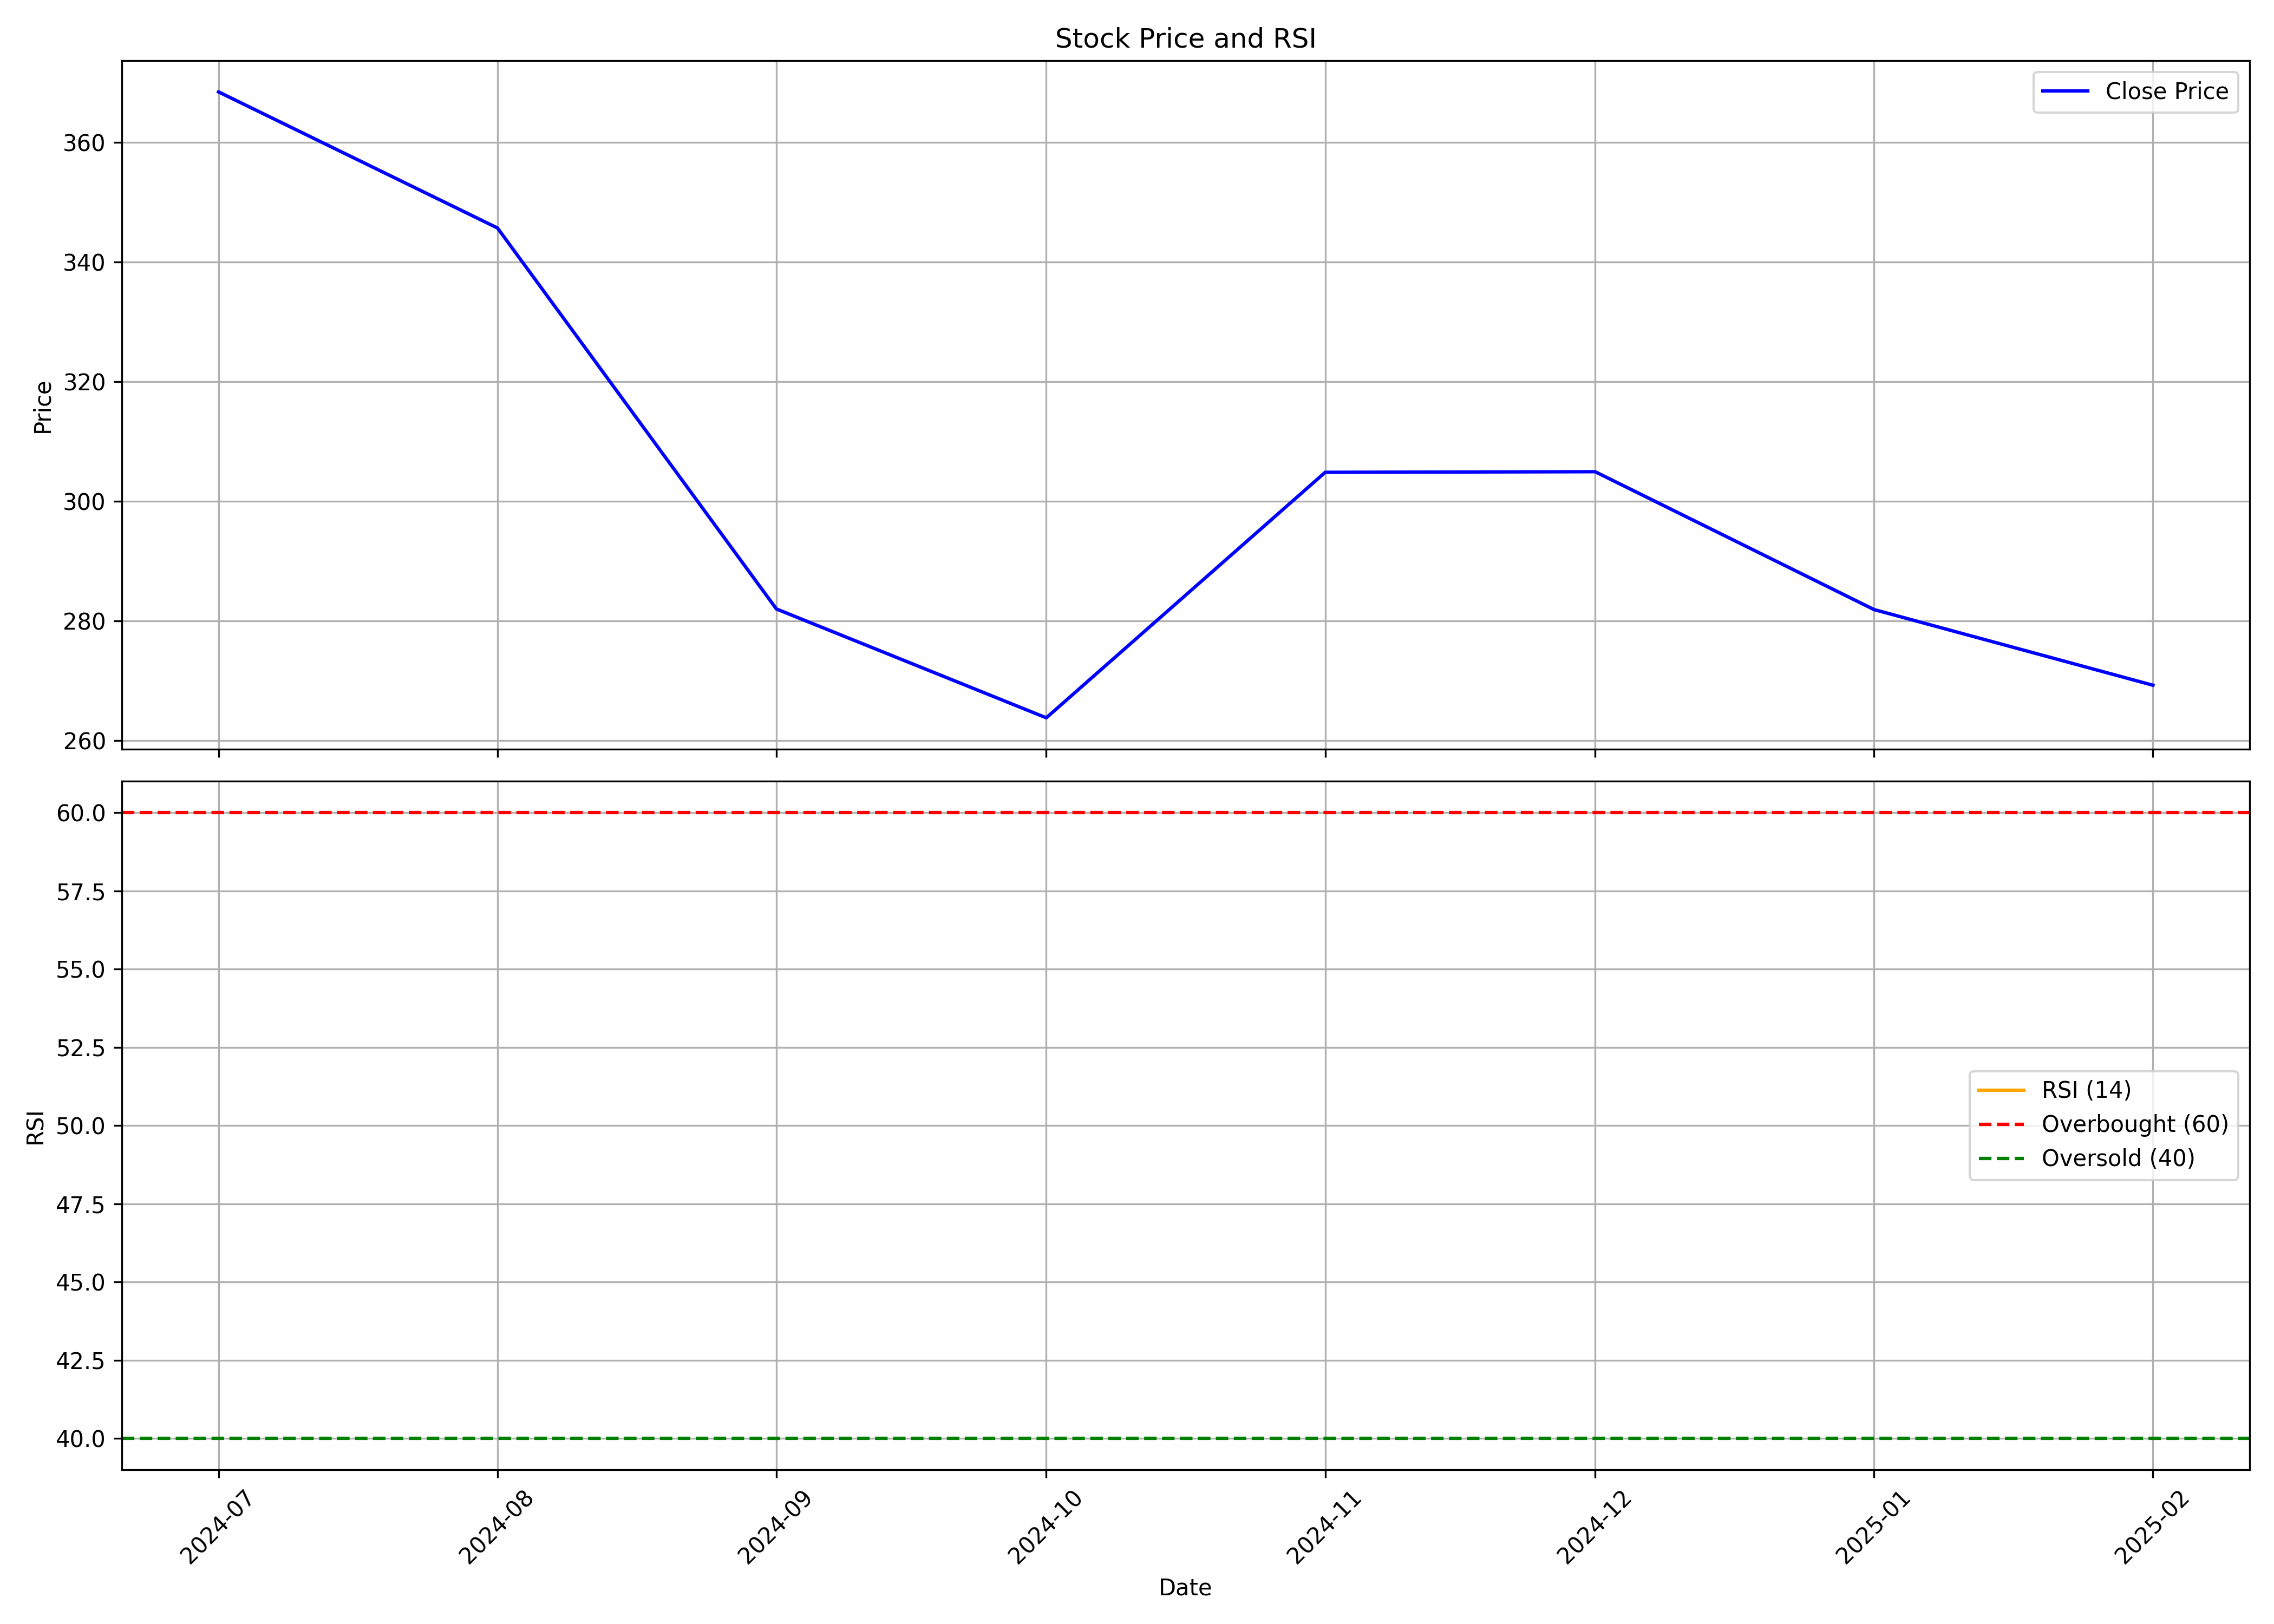 Stock Price and RSI
Close Price
Price
360
340
320
300
280
260
RSI
60.0
57.5
55.0
52.5
50.0
47.5
45.0
42.5
40.0
RSI (14)
Overbought (60)
Oversold (40)
2024-07
2024-08
2024-09
2024-10
2024-11
2024-12
2025-01
2025-02
Date